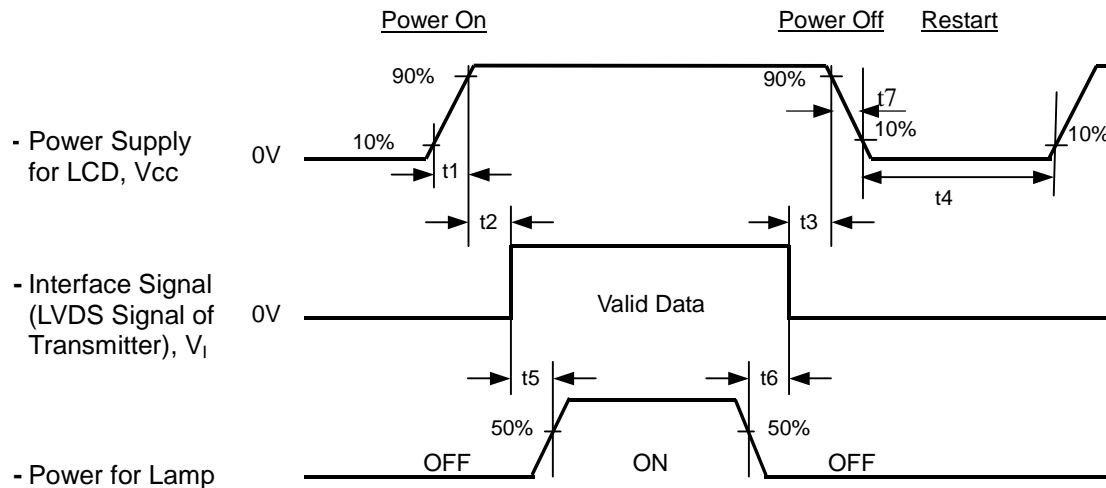 Power On
Power Off
Restart
90%
90%
t7
- Power Supply
for LCD, Vcc
0V
10%
10%
10%
t1
t4
t2
t3
- Interface Signal
(LVDS Signal of
Transmitter), VI
0V
Valid Data
t5
t6
50%
50%
- Power for Lamp
OFF
ON
OFF